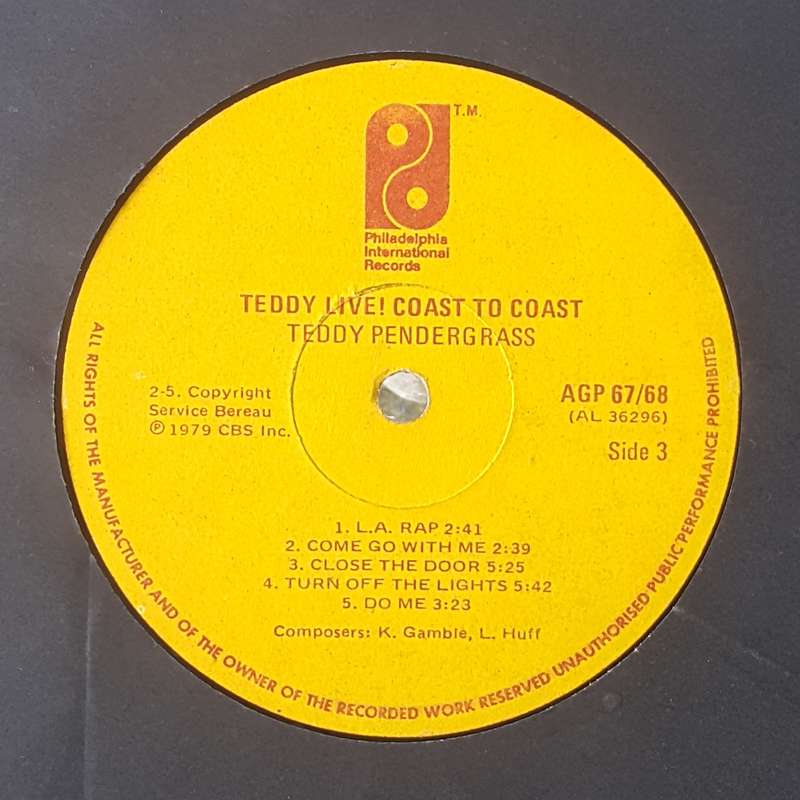 T.M.
Philadelphia
International
Records
TEDDY LIVE! COAST TO COAST
TEDDY PENDERGRASS
2-5. Copyright
Service Bereau
℗ 1979 CBS Inc.
AGP 67/68
(AL 36296)
Side 3
1. L.A. RAP 2:41
2. COME GO WITH ME 2:39
3. CLOSE THE DOOR 5:25
4. TURN OFF THE LIGHTS 5:42
5. DO ME 3:23
Composers: K. Gamble, L. Huff
ALL RIGHTS OF THE MANUFACTURER AND OF THE OWNER OF THE RECORDED WORK RESERVED UNAUTHORISED PUBLIC PERFORMANCE PROHIBITED